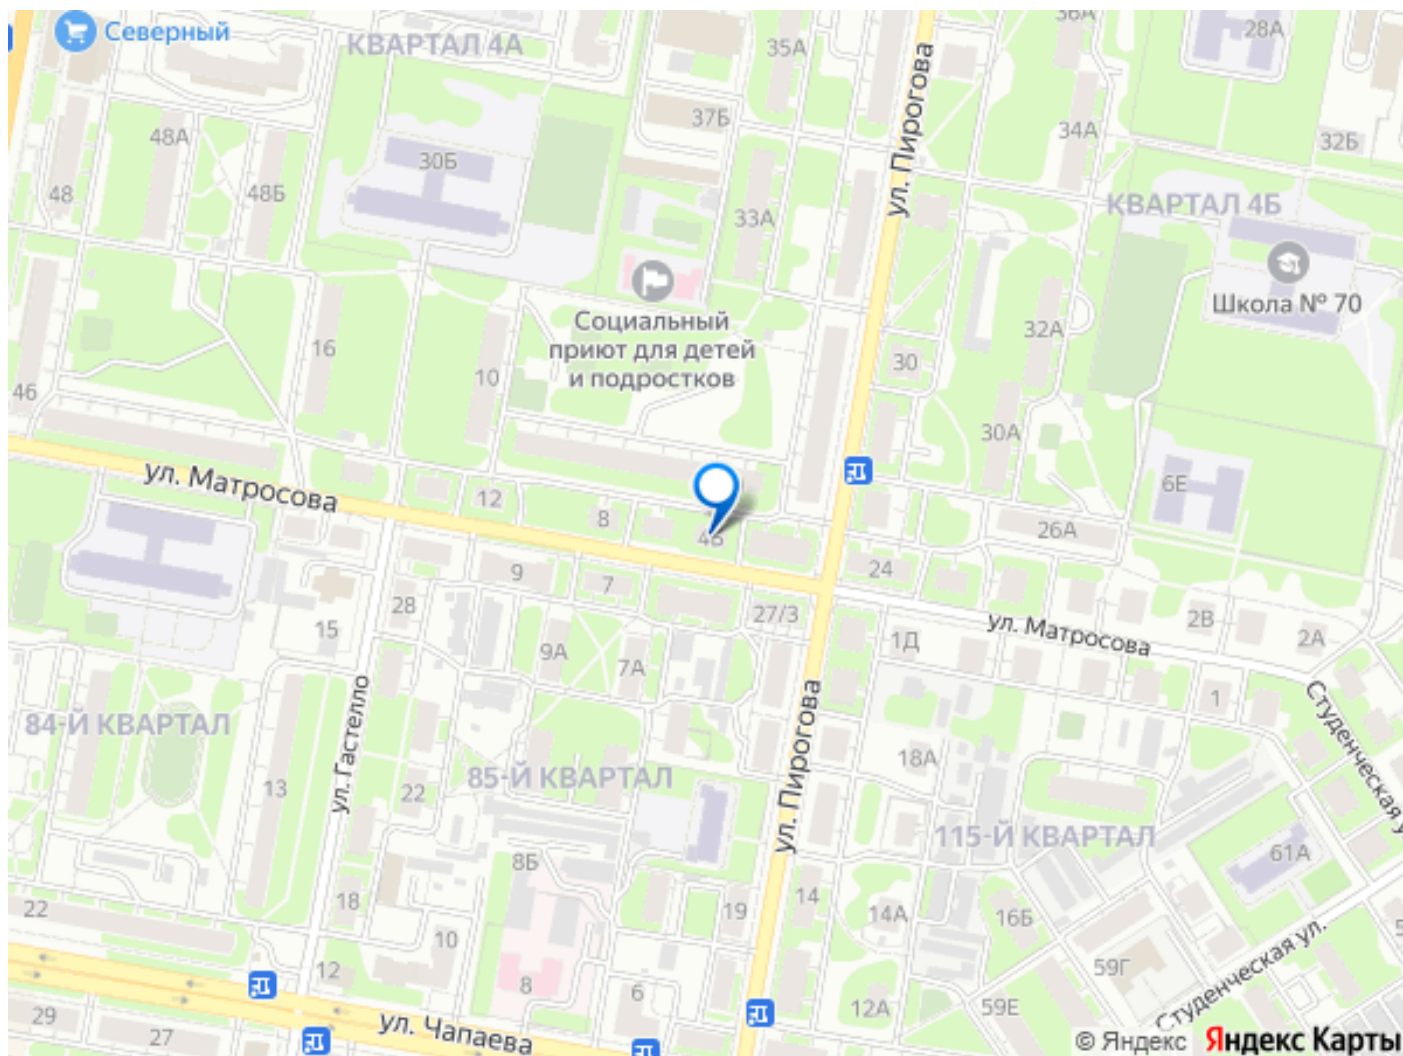 Северный
КВАРТАЛ 4А
35А
36А
28А
48А
37Б
ул. Пирогова
34А
32Б
30Б
48
48Б
33А
КВАРТАЛ 4Б
Школа № 70
Социальный
приют для детей
и подростков
16
32А
10
30
46
30А
ул. Матросова
6Е
12
8
4Б
26А
9
7
24
28
27/3
15
1Д
ул. Матросова
2В
2А
9А
7А
1
Студенческая у
84-Й КВАРТАЛ
ул. Гастелло
ул. Пирогова
18А
13
22
85-Й КВАРТАЛ
115-Й КВАРТАЛ
8Б
61А
22
18
19
14
14А
16Б
5
10
Студенческая ул.
12
8
6
12А
59Г
59Е
29
27
ул. Чапаева
© Яндекс Яндекс Карты